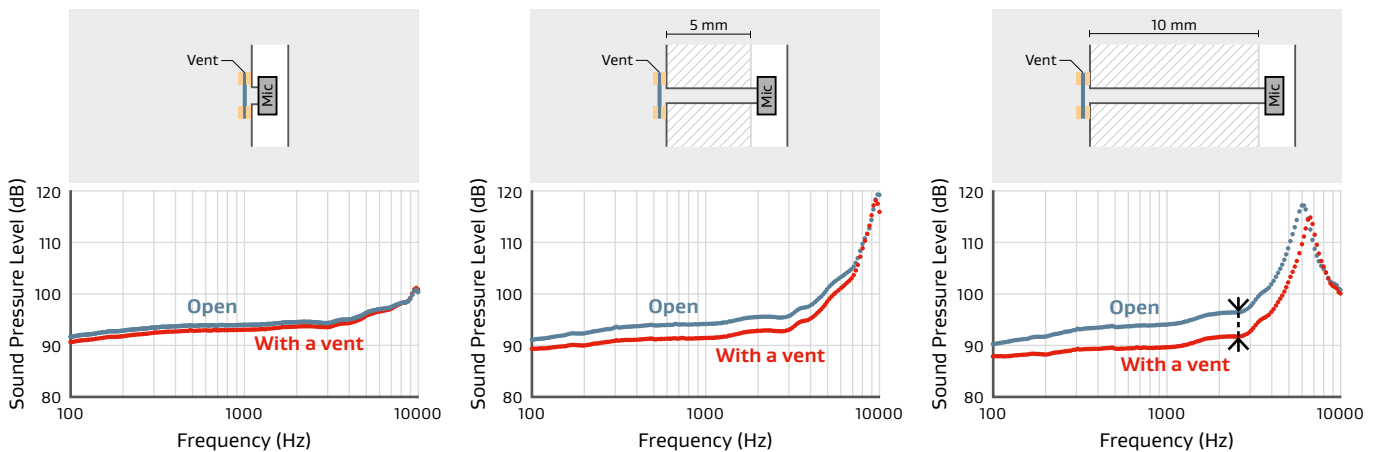 Vent
Mic
Sound Pressure Level (dB)
120
110
100
90
80
Open
With a vent
100
1000
10000
Frequency (Hz)
5 mm
Vent
Mic
Sound Pressure Level (dB)
120
110
100
90
80
Open
With a vent
100
1000
10000
Frequency (Hz)
10 mm
Vent
Mic
Sound Pressure Level (dB)
120
110
100
90
80
Open
With a vent
100
1000
10000
Frequency (Hz)